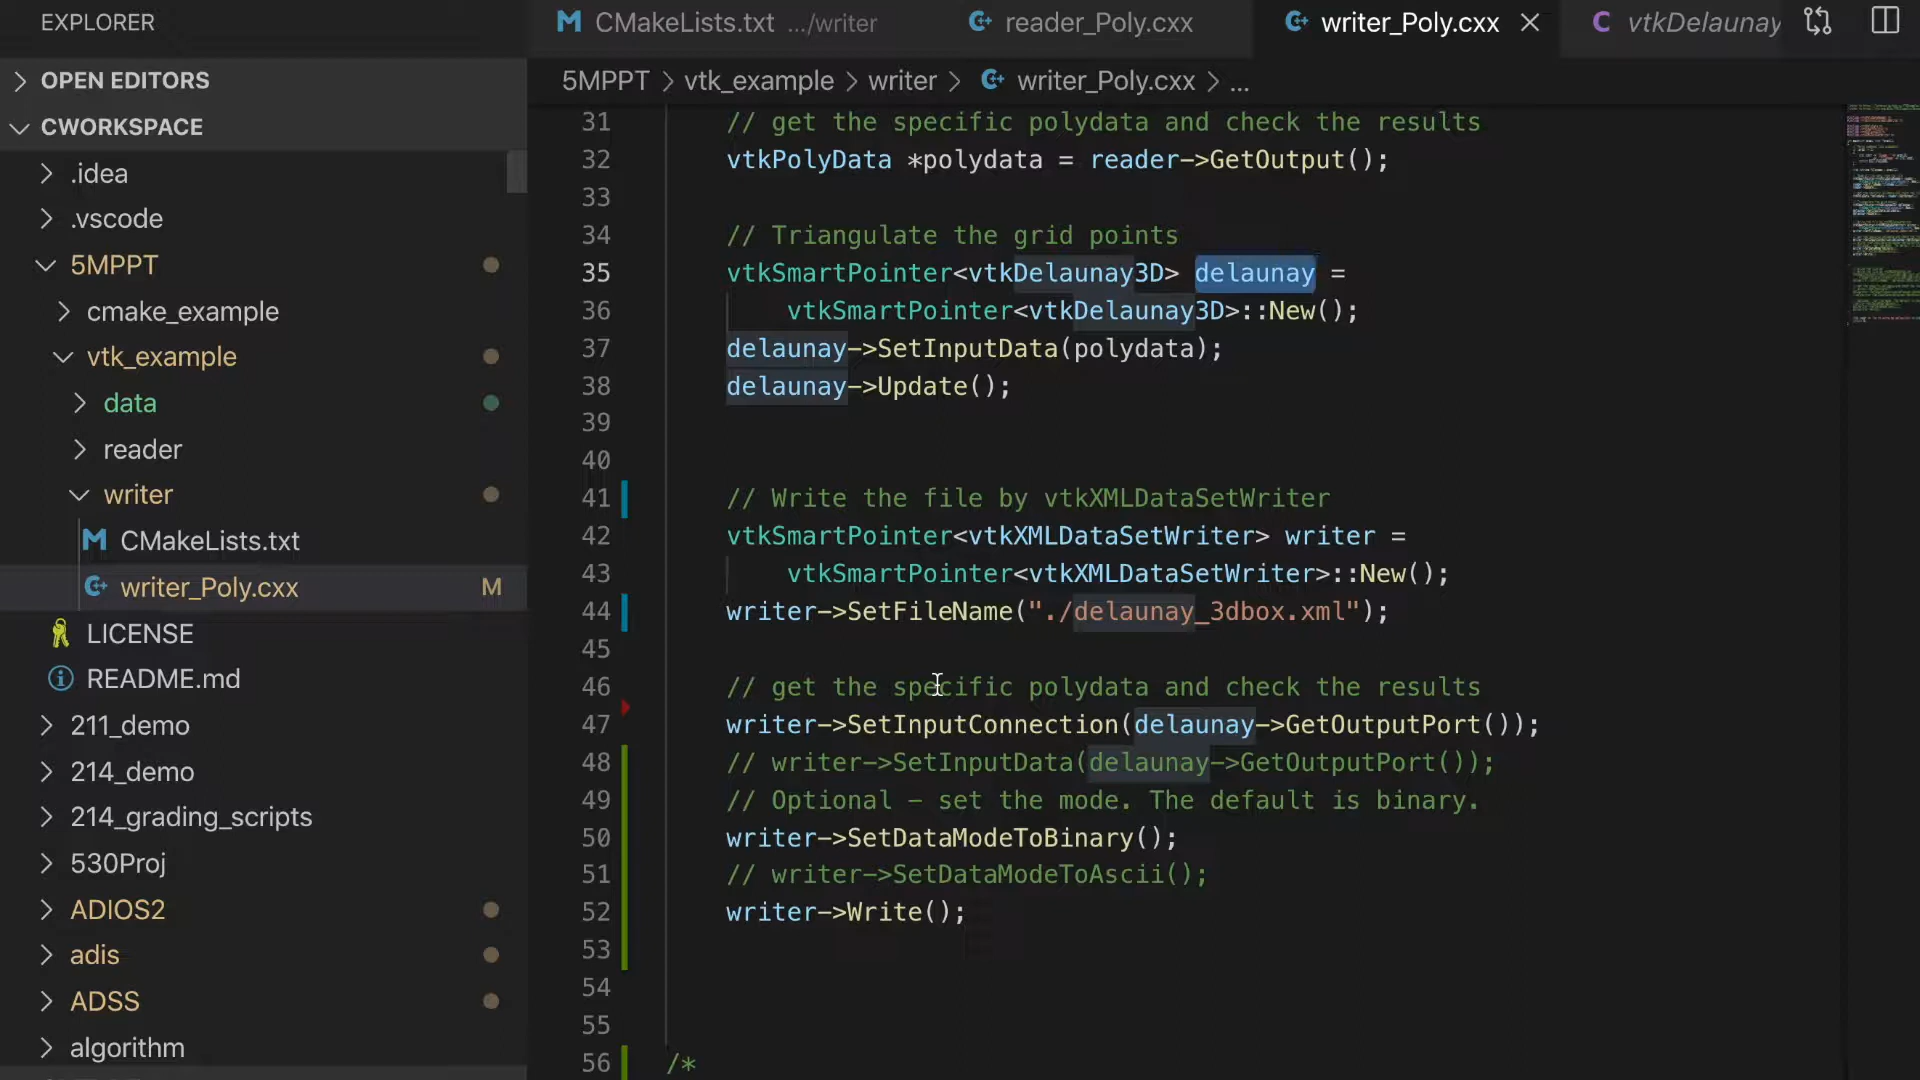 EXPLORER
OPEN EDITORS
CWORKSPACE
.idea
.vscode
5MPPT
cmake_example
vtk_example
data
reader
writer
CMakeLists.txt
writer_Poly.cxx M
LICENSE
README.md
211_demo
214_demo
214_grading_scripts
530Proj
ADIOS2
adis
ADSS
algorithm
CMakeLists.txt .../writer reader_Poly.cxx writer_Poly.cxx vtkDelaunay
5MPPT > vtk_example > writer > writer_Poly.cxx > ...
31 // get the specific polydata and check the results
32 vtkPolyData *polydata = reader->GetOutput();
33
34 // Triangulate the grid points
35 vtkSmartPointer<vtkDelaunay3D> delaunay =
36 vtkSmartPointer<vtkDelaunay3D>::New();
37 delaunay->SetInputData(polydata);
38 delaunay->Update();
39
40
41 // Write the file by vtkXMLDataSetWriter
42 vtkSmartPointer<vtkXMLDataSetWriter> writer =
43 vtkSmartPointer<vtkXMLDataSetWriter>::New();
44 writer->SetFileName("./delaunay_3dbox.xml");
45
46 // get the specific polydata and check the results
47 writer->SetInputConnection(delaunay->GetOutputPort());
48 // writer->SetInputData(delaunay->GetOutputPort());
49 // Optional – set the mode. The default is binary.
50 writer->SetDataModeToBinary();
51 // writer->SetDataModeToAscii();
52 writer->Write();
53
54
55
56 /*